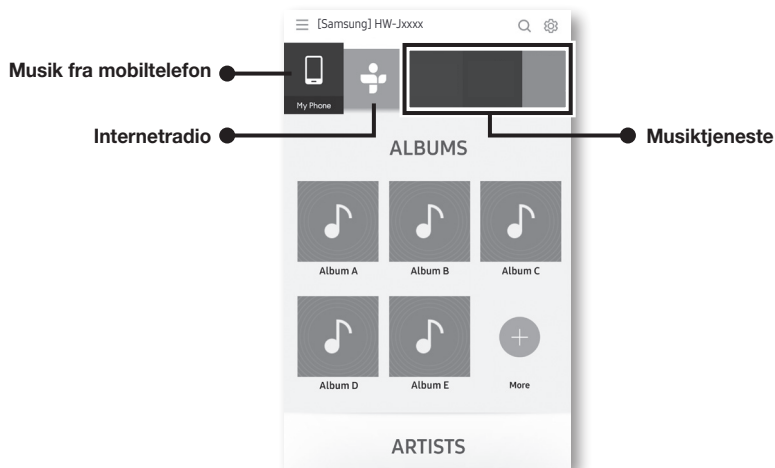 [Samsung] HW-Jxxxx
Musik fra mobiltelefon
My Phone
Internetradio
Musiktjeneste
ALBUMS
Album A Album B Album C
Album D Album E More
ARTISTS